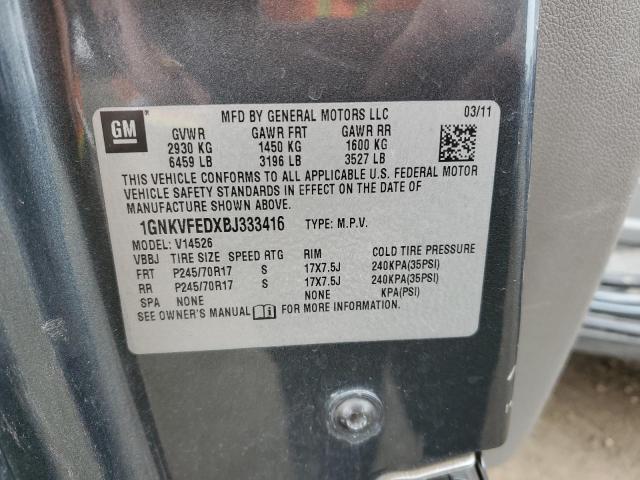 MFD BY GENERAL MOTORS LLC 03/11
GM
GVWR GAWR FRT GAWR RR
2930 KG 1450 KG 1600 KG
6459 LB 3196 LB 3527 LB
THIS VEHICLE CONFORMS TO ALL APPLICABLE U.S. FEDERAL MOTOR
VEHICLE SAFETY STANDARDS IN EFFECT ON THE DATE OF
MANUFACTURE SHOWN ABOVE.
1GNKVFEDXBJ333416 TYPE: M.P.V.
MODEL: V14526
VBBJ TIRE SIZE SPEED RTG RIM COLD TIRE PRESSURE
FRT P245/70R17 S 17X7.5J 240KPA(35PSI)
RR P245/70R17 S 17X7.5J 240KPA(35PSI)
SPA NONE NONE KPA(PSI)
SEE OWNER'S MANUAL i FOR MORE INFORMATION.